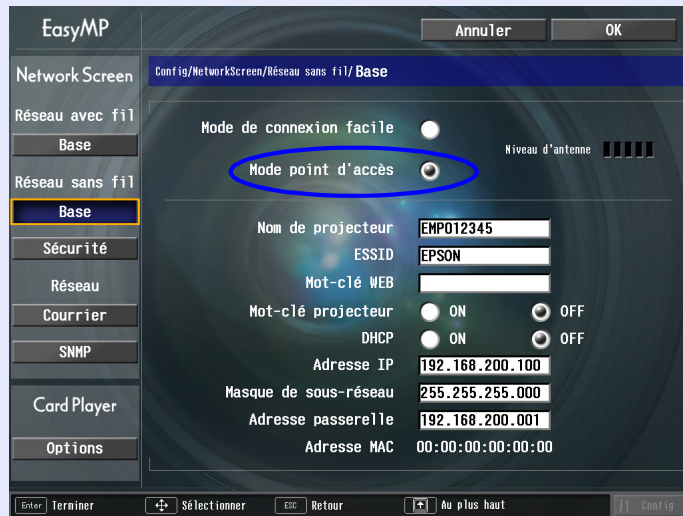 EasyMP
Annuler
OK
Network Screen
Config/NetworkScreen/Réseau sans fil/Base
Réseau avec fil
Base
Réseau sans fil
Base
Sécurité
Réseau
Courrier
SNMP
Card Player
Options
Mode de connexion facile
Niveau d'antenne
Mode point d'accès
Nom de projecteur EMP012345
ESSID EPSON
Mot-clé WEB
Mot-clé projecteur ON OFF
DHCP ON OFF
Adresse IP 192.168.200.100
Masque de sous-réseau 255.255.255.000
Adresse passerelle 192.168.200.001
Adresse MAC 00:00:00:00:00:00
Enter Terminer Sélectionner ESC Retour Au plus haut Config